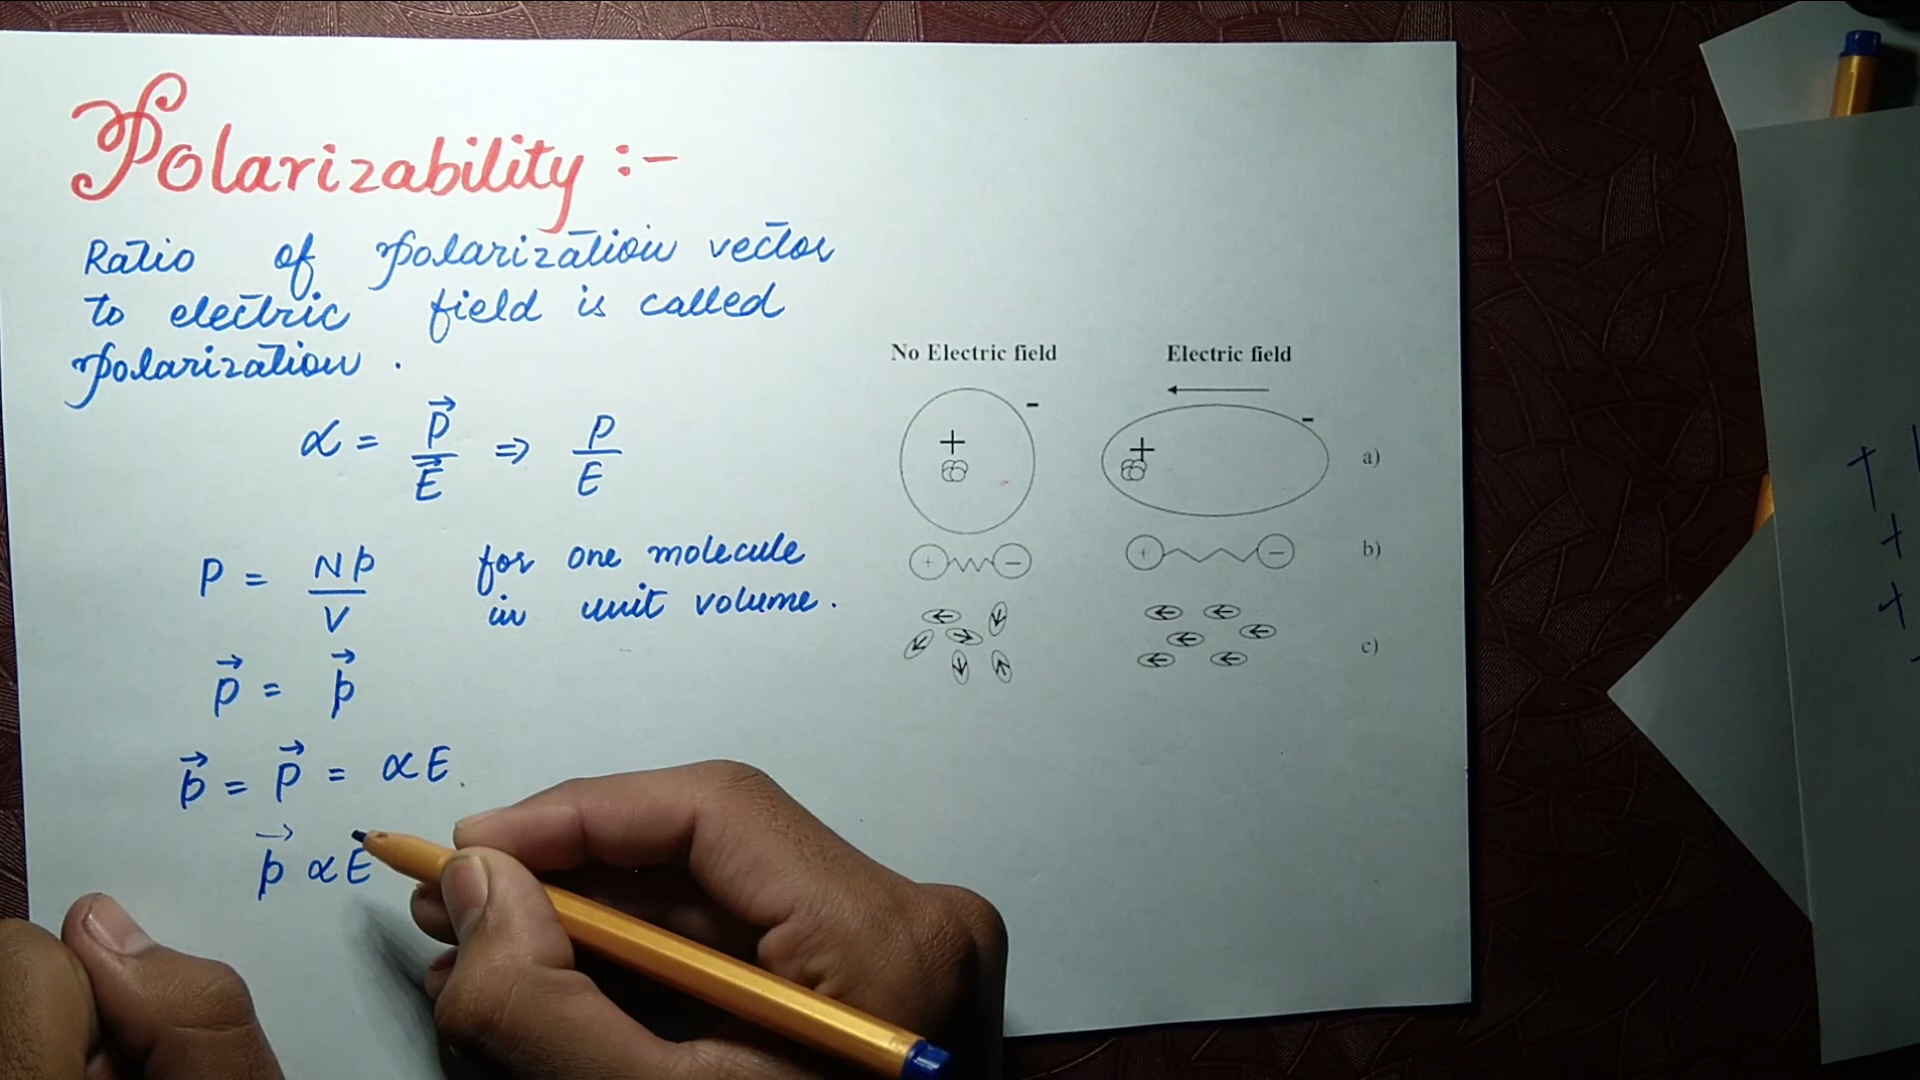 Polarizability :-
Ratio of polarization vector
to electric field is called
polarization .
α = P⃗ / E⃗ ⇒ P / E
P = Np / V for one molecule
in unit volume.
P⃗ = p⃗
p⃗ = P⃗ = αE
p⃗ α E
No Electric field
Electric field
-
-
+
+
a)
+ −
+ −
b)
c)
+
+
+